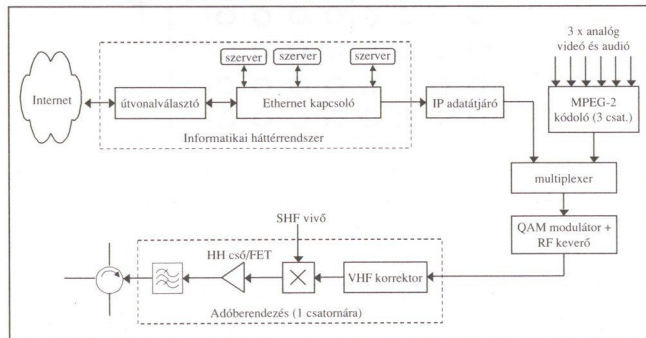 3 x analóg
videó és audió
szerver
szerver
szerver
Internet
útvonalválasztó
Ethernet kapcsoló
IP adatátjáró
MPEG-2
kódoló (3 csat.)
Informatikai háttérrendszer
multiplexer
SHF vivő
QAM modulátor +
RF keverő
HH cső/FET
VHF korrektor
Adóberendezés (1 csatornára)